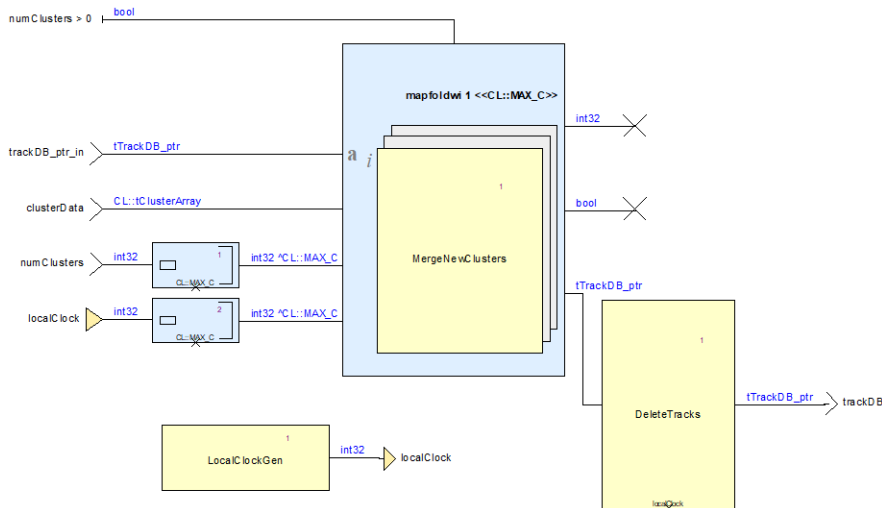 numClusters > 0
bool
mapfoldwi 1 <<CL::MAX_C>>
int32
trackDB_ptr_in
tTrackDB_ptr
a i
1
clusterData
CL::tClusterArray
bool
numClusters
int32
1
CL::MAX_C
int32 ^CL::MAX_C
MergeNewClusters
tTrackDB_ptr
localClock
int32
2
CL::MAX_C
int32 ^CL::MAX_C
1
DeleteTracks
tTrackDB_ptr
trackDB
1
LocalClockGen
int32
localClock
localClock